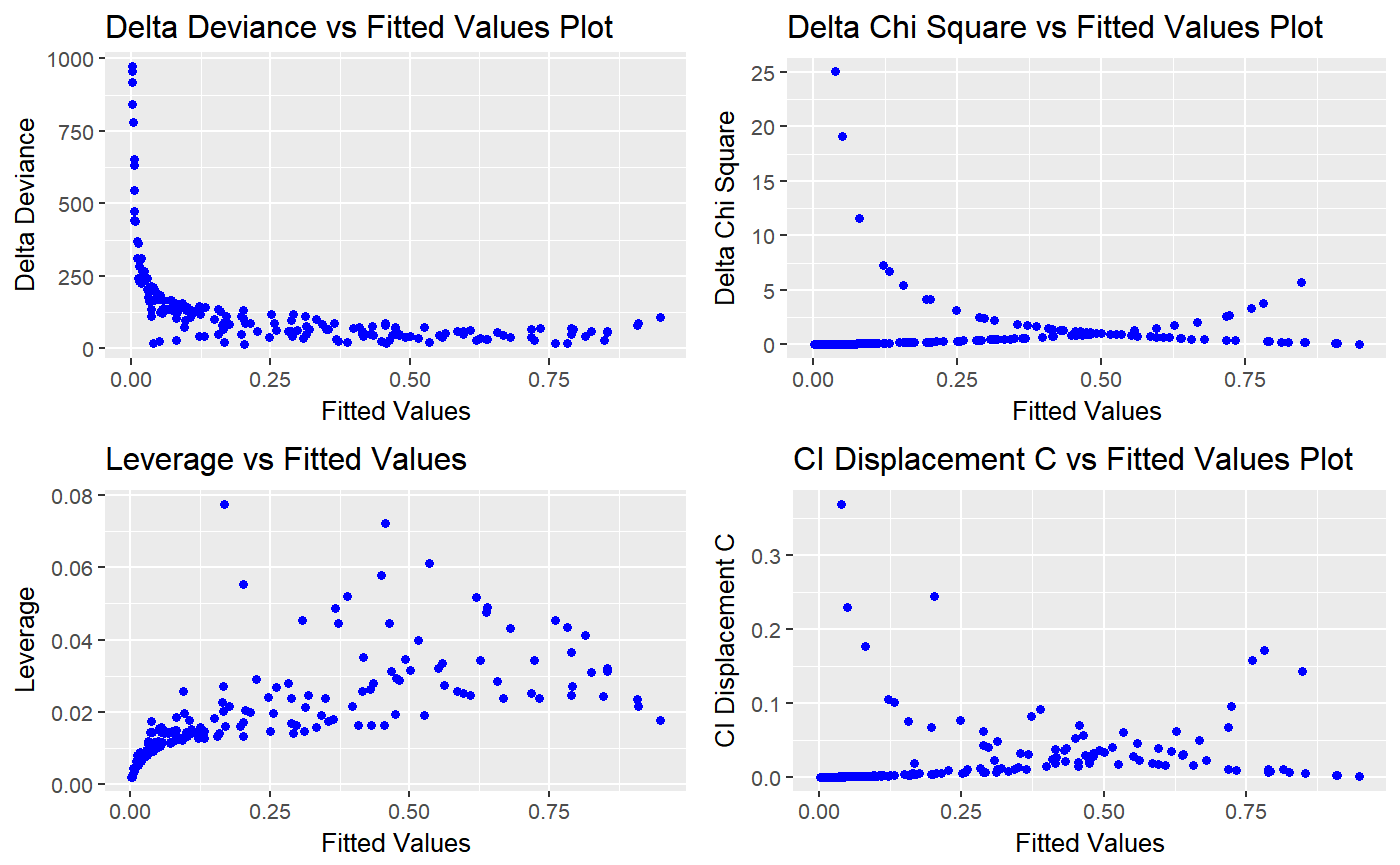 Delta Deviance vs Fitted Values Plot
Delta Deviance
1000
750
500
250
0
0.00 0.25 0.50 0.75
Fitted Values
Delta Chi Square vs Fitted Values Plot
Delta Chi Square
25
20
15
10
5
0
0.00 0.25 0.50 0.75
Fitted Values
Leverage vs Fitted Values
Leverage
0.08
0.06
0.04
0.02
0.00
0.00 0.25 0.50 0.75
Fitted Values
CI Displacement C vs Fitted Values Plot
CI Displacement C
0.3
0.2
0.1
0.0
0.00 0.25 0.50 0.75
Fitted Values